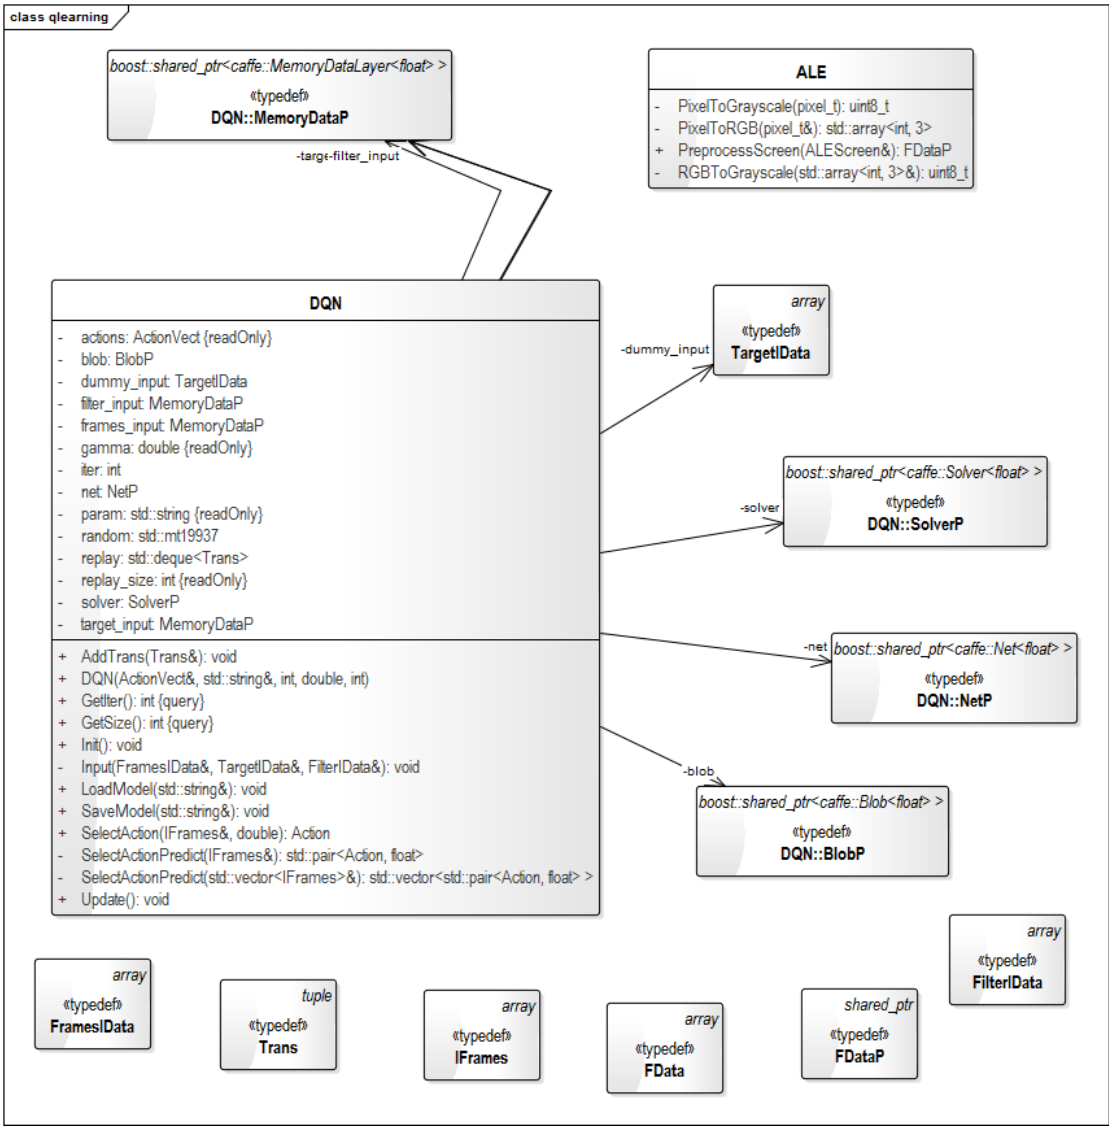 class qlearning
boost::shared_ptr<caffe::MemoryDataLayer<float> >
«typedef»
DQN::MemoryDataP
ALE
- PixelToGrayscale(pixel_t): uint8_t
- PixelToRGB(pixel_t&): std::array<int, 3>
+ PreprocessScreen(ALEScreen&): FDataP
- RGBToGrayscale(std::array<int, 3>&): uint8_t
-filter_input
DQN
- actions: ActionVect {readOnly}
- blob: BlobP
- dummy_input: TargetIData
- filter_input: MemoryDataP
- frames_input: MemoryDataP
- gamma: double {readOnly}
- iter: int
- net: NetP
- param: std::string {readOnly}
- random: std::mt19937
- replay: std::deque<Trans>
- replay_size: int {readOnly}
- solver: SolverP
- target_input: MemoryDataP
+ AddTrans(Trans&): void
+ DQN(ActionVect&, std::string&, int, double, int)
+ GetIter(): int {query}
+ GetSize(): int {query}
+ Init(): void
- Input(FramesIData&, TargetIData&, FilterIData&): void
+ LoadModel(std::string&): void
+ SaveModel(std::string&): void
+ SelectAction(IFrames&, double): Action
- SelectActionPredict(IFrames&): std::pair<Action, float>
- SelectActionPredict(std::vector<IFrames>&): std::vector<std::pair<Action, float> >
+ Update(): void
-dummy_input
array
«typedef»
TargetIData
-solver
boost::shared_ptr<caffe::Solver<float> >
«typedef»
DQN::SolverP
-net
boost::shared_ptr<caffe::Net<float> >
«typedef»
DQN::NetP
-blob
boost::shared_ptr<caffe::Blob<float> >
«typedef»
DQN::BlobP
array
«typedef»
FilterIData
array
«typedef»
FramesIData
tuple
«typedef»
Trans
array
«typedef»
IFrames
array
«typedef»
FData
shared_ptr
«typedef»
FDataP